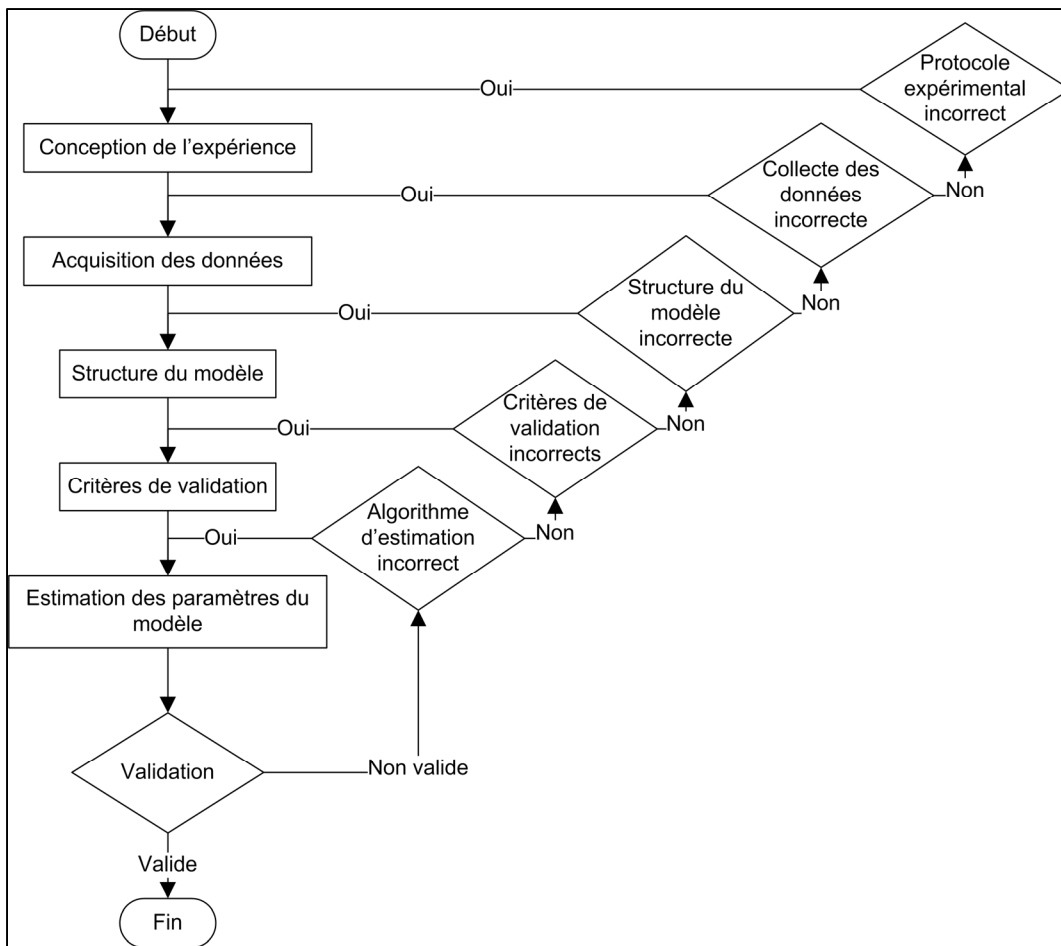 Début
Protocole
expérimental
incorrect
Oui
Conception de l'expérience
Collecte des
données
incorrecte
Oui
Non
Acquisition des données
Structure du
modèle
incorrecte
Oui
Non
Structure du modèle
Critères de
validation
incorrects
Oui
Non
Critères de validation
Algorithme
d'estimation
incorrect
Oui
Non
Estimation des paramètres du
modèle
Validation
Non valide
Valide
Fin